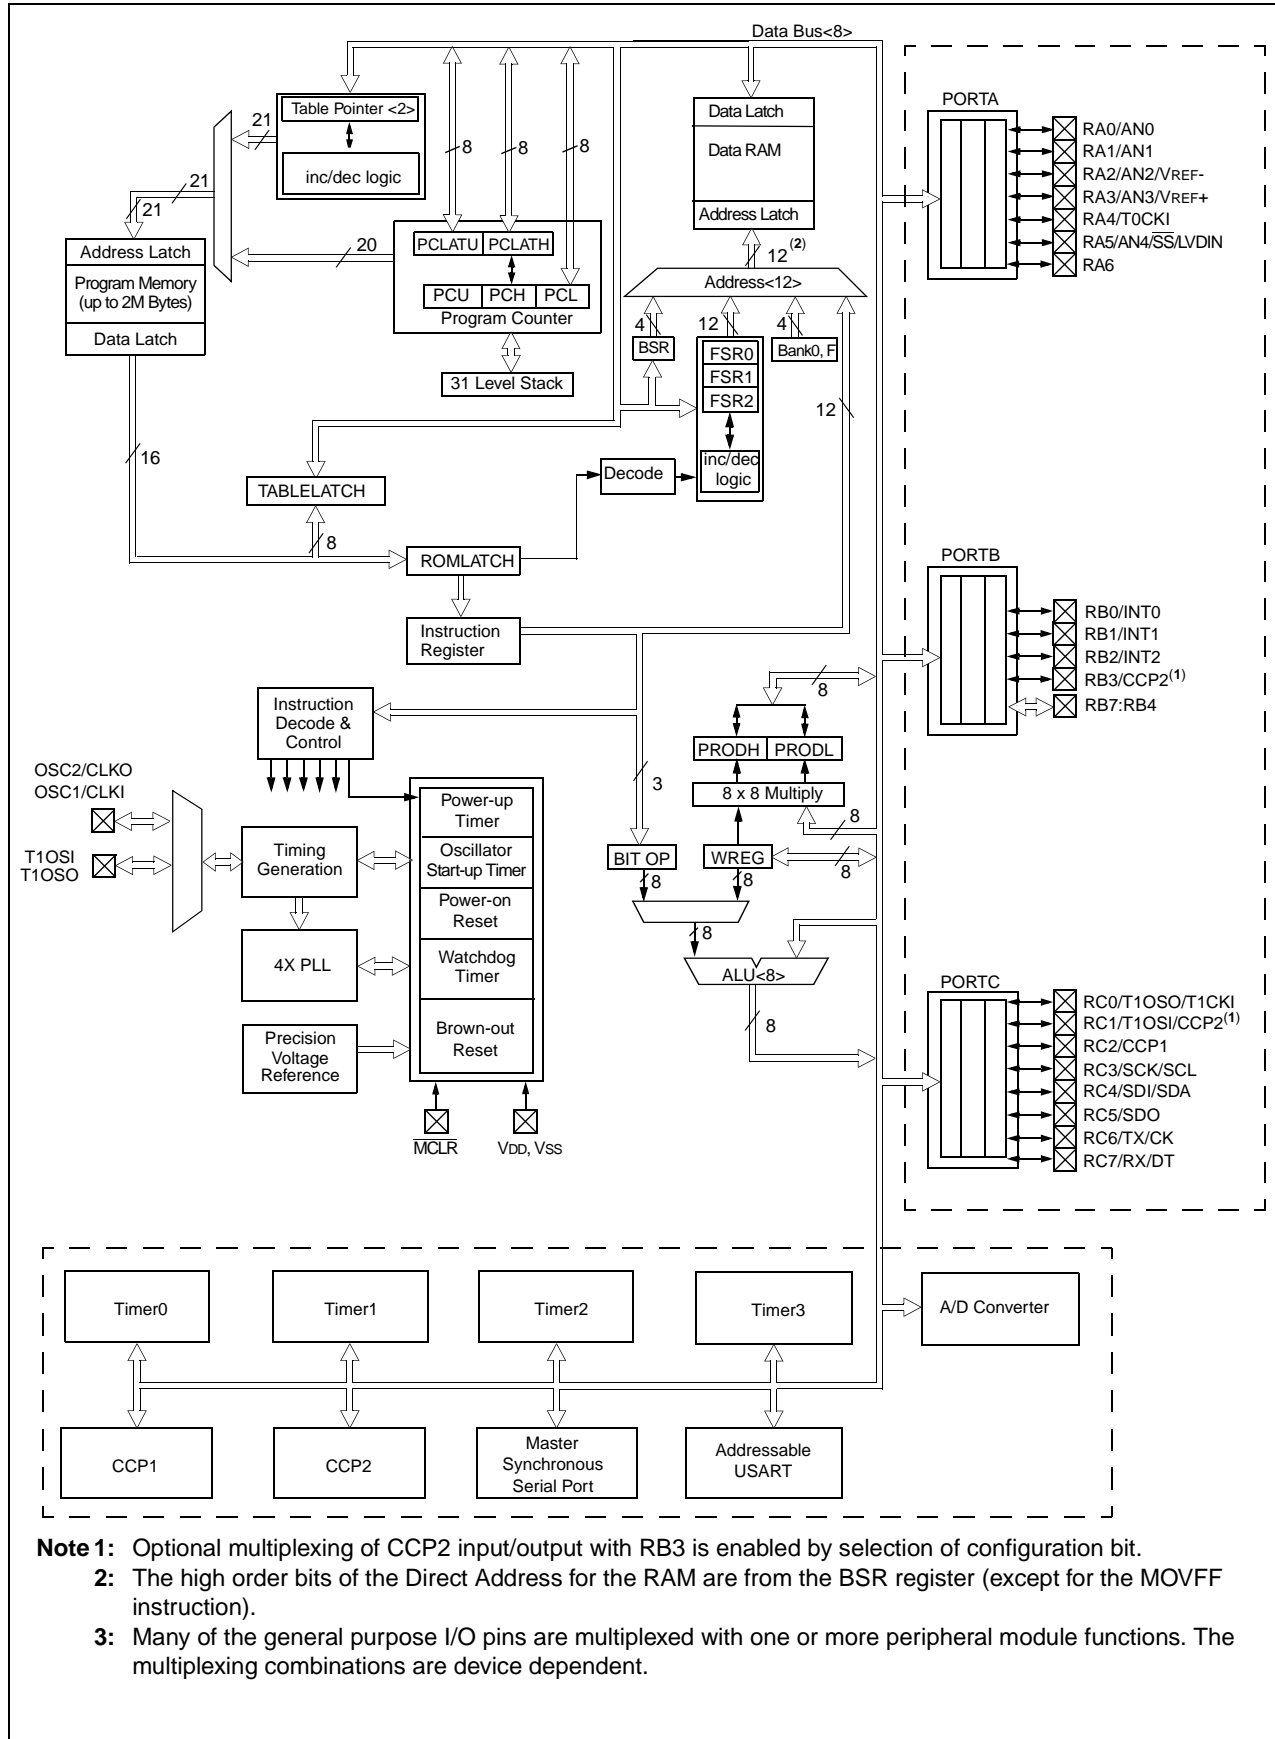 Data Bus<8>
PORTA
Table Pointer <2>
21
inc/dec logic
8
8
8
Data Latch
Data RAM
Address Latch
RA0/AN0
RA1/AN1
RA2/AN2/VREF-
RA3/AN3/VREF+
RA4/T0CKI
RA5/AN4/SS/LVDIN
RA6
21
21
20
PCLATU
PCLATH
12(2)
Address Latch
Program Memory
(up to 2M Bytes)
Data Latch
PCU
PCH
PCL
Program Counter
Address<12>
4
12
4
BSR
FSR0
FSR1
FSR2
Bank0, F
31 Level Stack
12
16
inc/dec
logic
Decode
TABLELATCH
8
ROMLATCH
PORTB
Instruction
Register
RB0/INT0
RB1/INT1
RB2/INT2
RB3/CCP2(1)
RB7:RB4
8
Instruction
Decode &
Control
PRODH
PRODL
3
8 x 8 Multiply
8
OSC2/CLKO
OSC1/CLKI
T1OSI
T1OSO
Timing
Generation
4X PLL
Precision
Voltage
Reference
Power-up
Timer
Oscillator
Start-up Timer
Power-on
Reset
Watchdog
Timer
Brown-out
Reset
MCLR
VDD, VSS
BIT OP
WREG
8
8
8
8
ALU<8>
8
PORTC
RC0/T1OSO/T1CKI
RC1/T1OSI/CCP2(1)
RC2/CCP1
RC3/SCK/SCL
RC4/SDI/SDA
RC5/SDO
RC6/TX/CK
RC7/RX/DT
Timer0
Timer1
Timer2
Timer3
A/D Converter
CCP1
CCP2
Master
Synchronous
Serial Port
Addressable
USART
Note 1: Optional multiplexing of CCP2 input/output with RB3 is enabled by selection of configuration bit.
2: The high order bits of the Direct Address for the RAM are from the BSR register (except for the MOVFF
instruction).
3: Many of the general purpose I/O pins are multiplexed with one or more peripheral module functions. The
multiplexing combinations are device dependent.